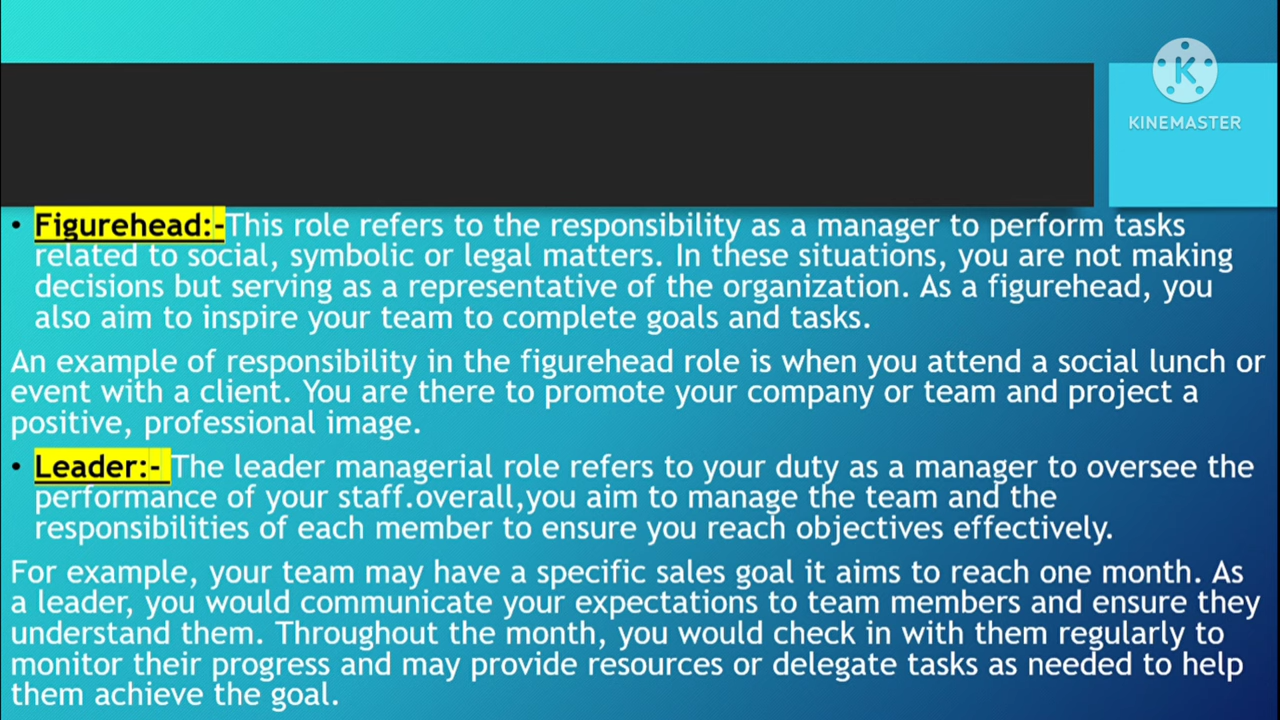 KINEMASTER
• Figurehead:-This role refers to the responsibility as a manager to perform tasks
related to social, symbolic or legal matters. In these situations, you are not making
decisions but serving as a representative of the organization. As a figurehead, you
also aim to inspire your team to complete goals and tasks.
An example of responsibility in the figurehead role is when you attend a social lunch or
event with a client. You are there to promote your company or team and project a
positive, professional image.
• Leader:- The leader managerial role refers to your duty as a manager to oversee the
performance of your staff.overall,you aim to manage the team and the
responsibilities of each member to ensure you reach objectives effectively.
For example, your team may have a specific sales goal it aims to reach one month. As
a leader, you would communicate your expectations to team members and ensure they
understand them. Throughout the month, you would check in with them regularly to
monitor their progress and may provide resources or delegate tasks as needed to help
them achieve the goal.